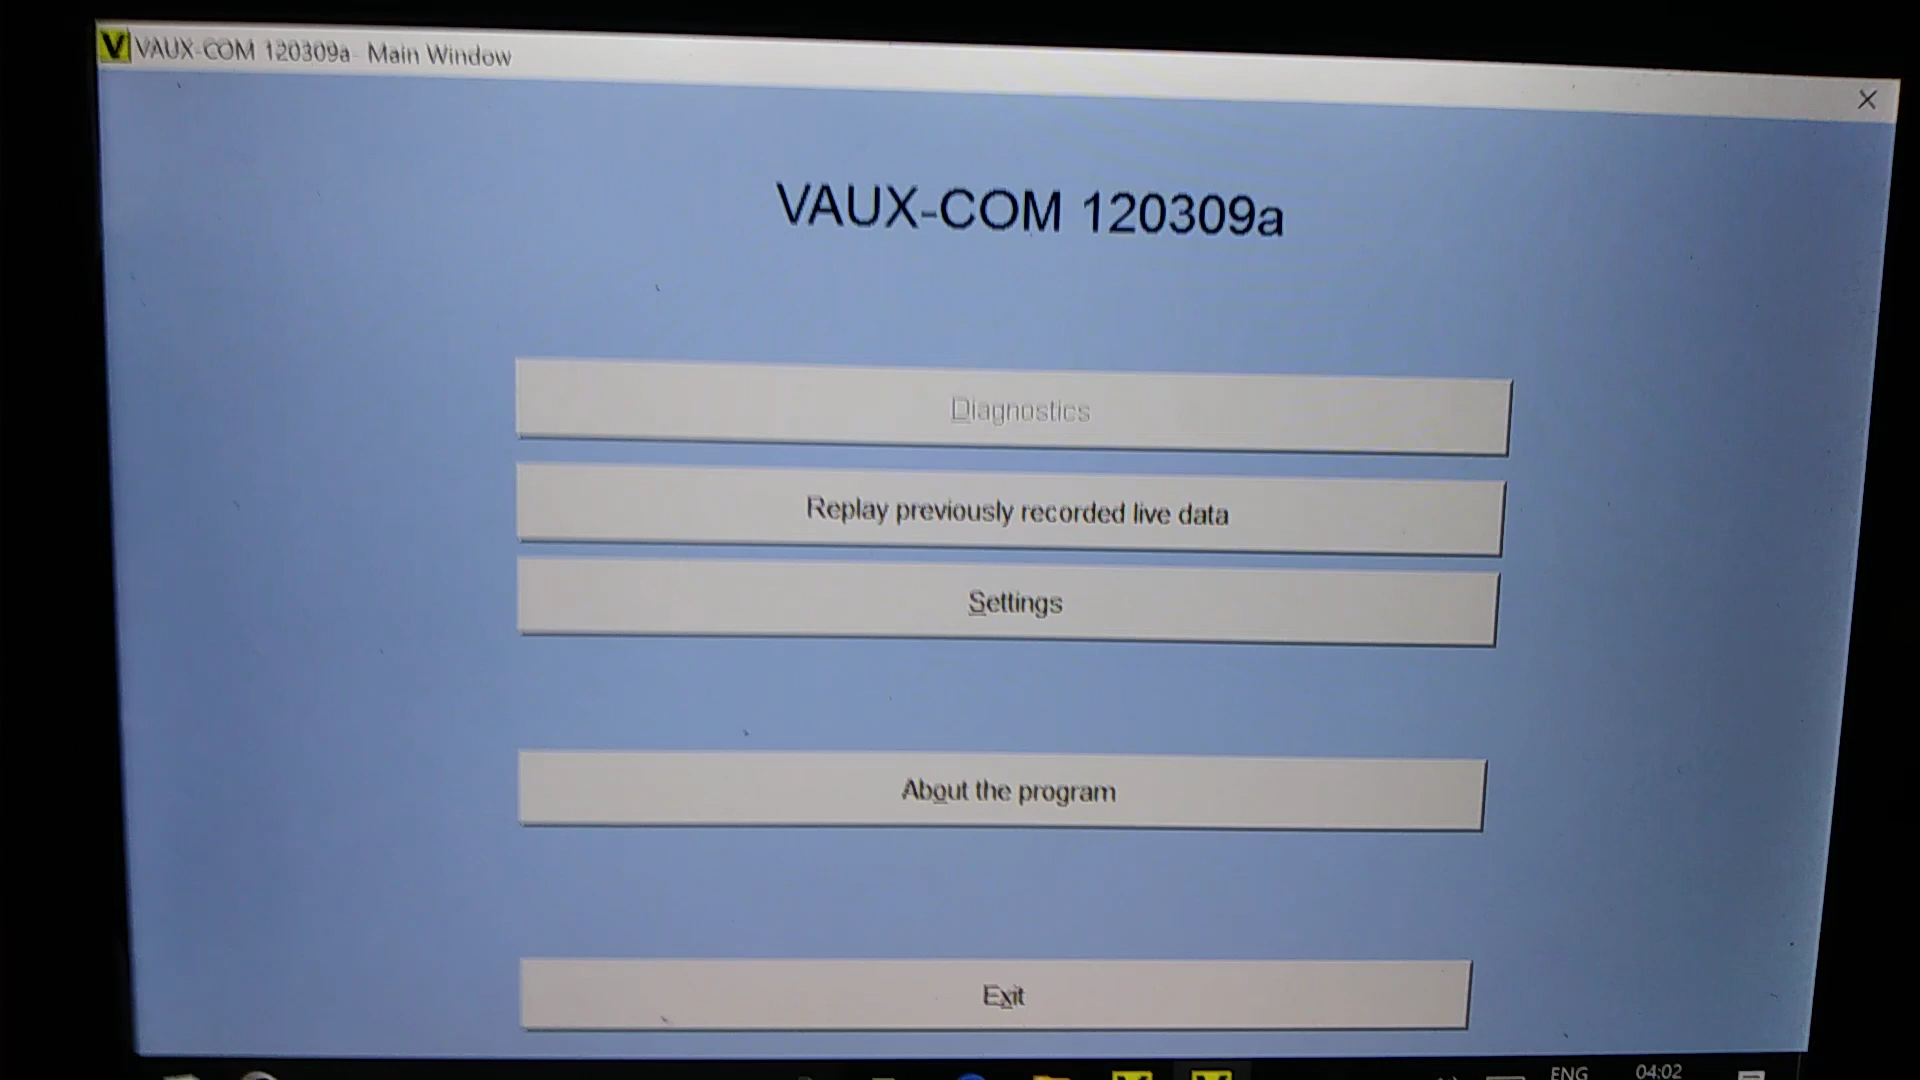 V VAUX-COM 120309a- Main Window
VAUX-COM 120309a
Diagnostics
Replay previously recorded live data
Settings
About the program
Exit
ENG 04:02